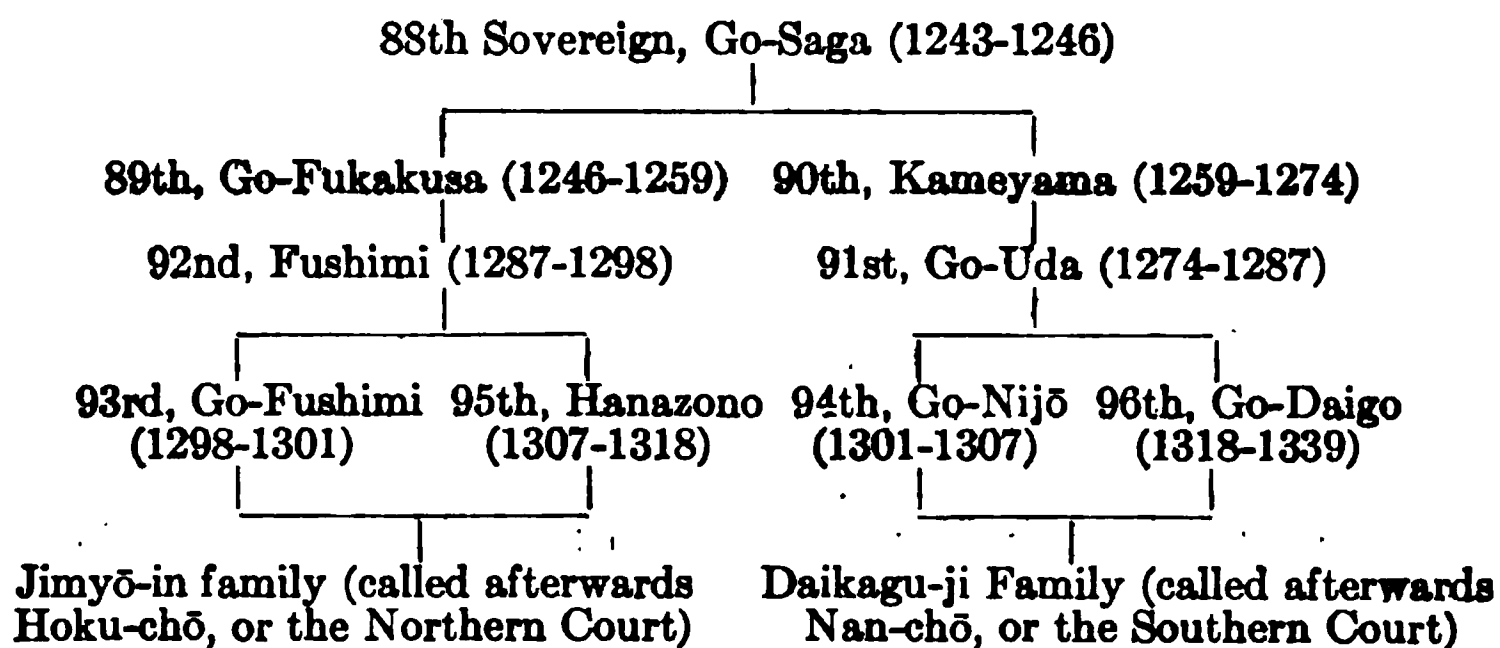 88th Sovereign, Go-Saga (1243-1246)
89th, Go-Fukakusa (1246-1259) 90th, Kameyama (1259-1274)
92nd, Fushimi (1287-1298) 91st, Go-Uda (1274-1287)
93rd, Go-Fushimi 95th, Hanazono 94th, Go-Nijō 96th, Go-Daigo
(1298-1301) (1307-1318) (1301-1307) (1318-1339)
Jimyō-in family (called afterwards Daikagu-ji Family (called afterwards
Hoku-chō, or the Northern Court) Nan-chō, or the Southern Court)